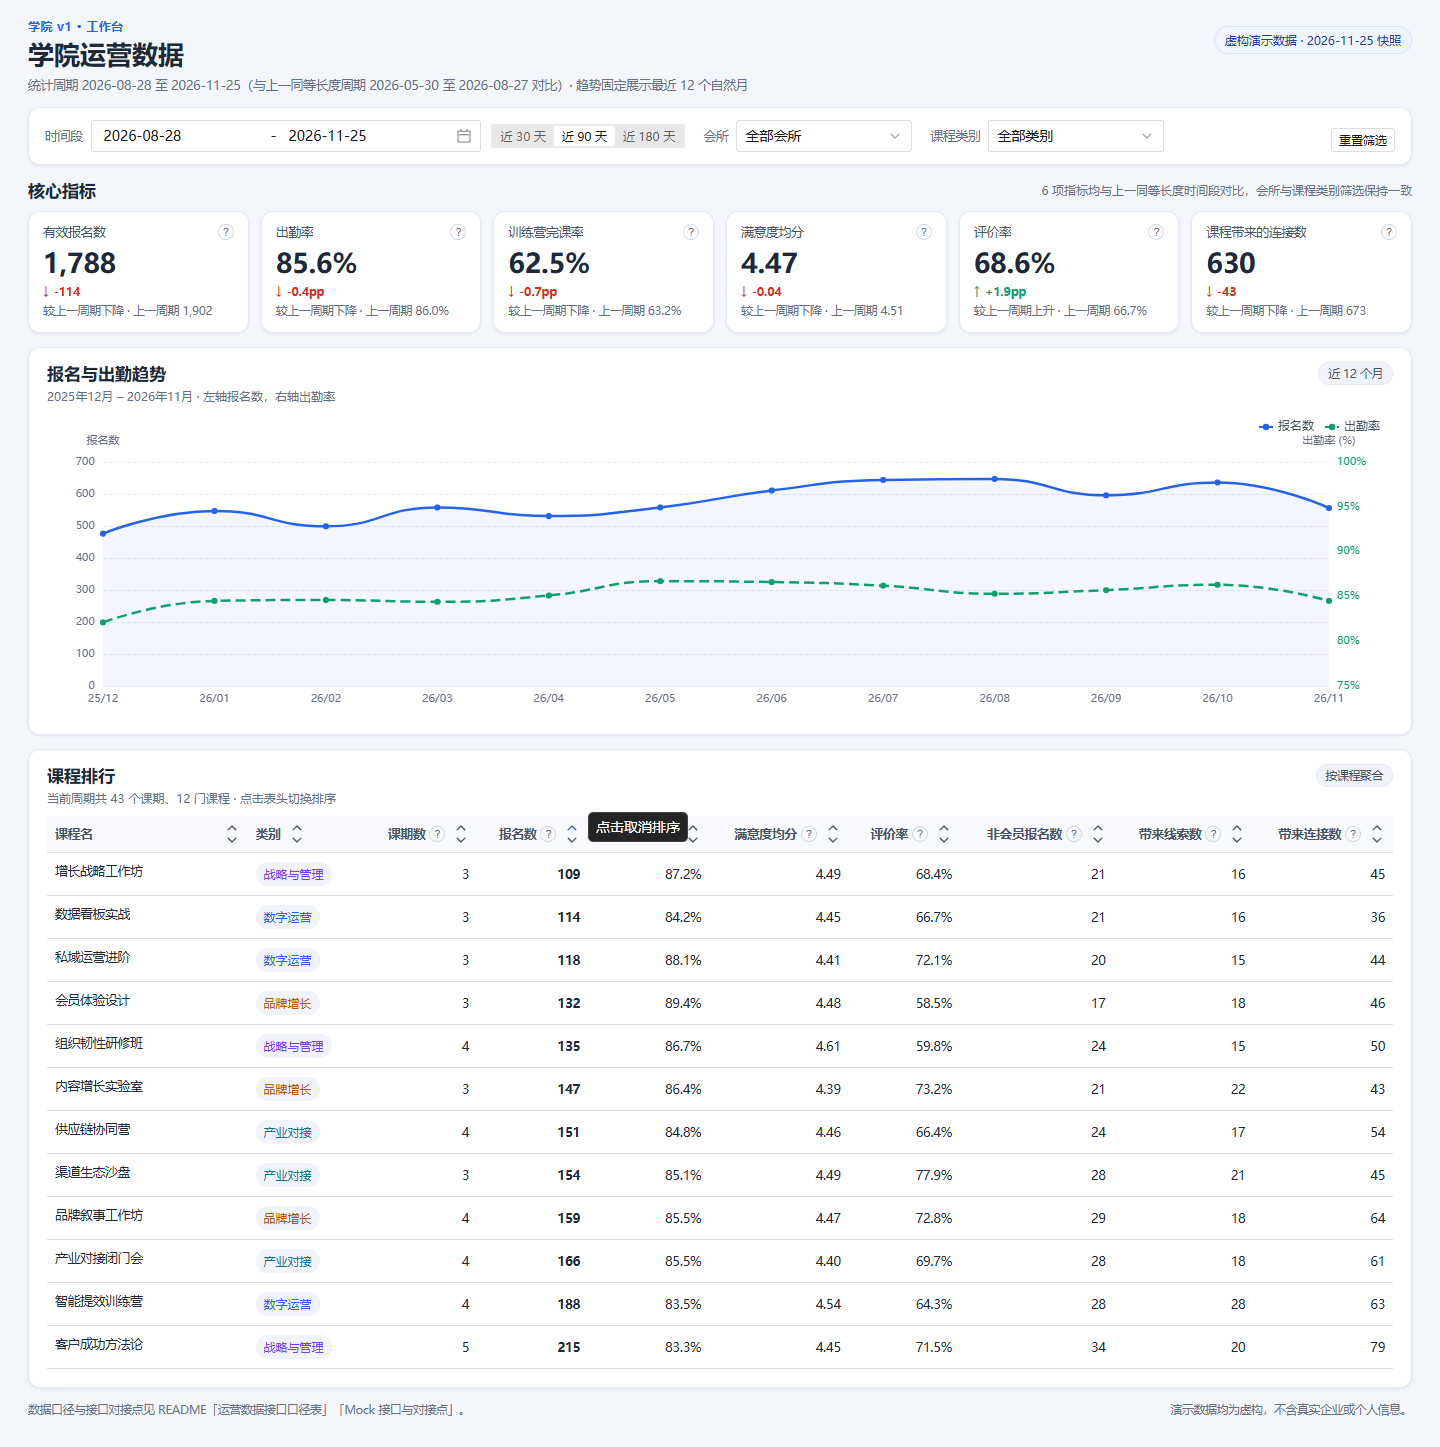 学院 v1 • 工作台
学院运营数据
虚构演示数据 · 2026-11-25 快照
统计周期 2026-08-28 至 2026-11-25（与上一同等长度周期 2026-05-30 至 2026-08-27 对比）· 趋势固定展示最近 12 个自然月
时间段 2026-08-28 - 2026-11-25 近 30 天 近 90 天 近 180 天 会所 全部会所 课程类别 全部类别 重置筛选
核心指标 6 项指标均与上一同等长度时间段对比，会所与课程类别筛选保持一致
有效报名数 ?
1,788
↓ -114
较上一周期下降 · 上一周期 1,902
出勤率 ?
85.6%
↓ -0.4pp
较上一周期下降 · 上一周期 86.0%
训练营完课率 ?
62.5%
↓ -0.7pp
较上一周期下降 · 上一周期 63.2%
满意度均分 ?
4.47
↓ -0.04
较上一周期下降 · 上一周期 4.51
评价率 ?
68.6%
↑ +1.9pp
较上一周期上升 · 上一周期 66.7%
课程带来的连接数 ?
630
↓ -43
较上一周期下降 · 上一周期 673
报名与出勤趋势 近 12 个月
2025年12月 – 2026年11月 · 左轴报名数，右轴出勤率
报名数 出勤率
报名数 出勤率 (%)
700 100%
600
95%
500
90%
400
300 85%
200
80%
100
0 75%
25/12 26/01 26/02 26/03 26/04 26/05 26/06 26/07 26/08 26/09 26/10 26/11
课程排行 按课程聚合
当前周期共 43 个课期、12 门课程 · 点击表头切换排序
课程名 类别 课期数 ? 报名数 ? 点击取消排序 满意度均分 ? 评价率 ? 非会员报名数 ? 带来线索数 ? 带来连接数 ?
增长战略工作坊 战略与管理 3 109 87.2% 4.49 68.4% 21 16 45
数据看板实战 数字运营 3 114 84.2% 4.45 66.7% 21 16 36
私域运营进阶 数字运营 3 118 88.1% 4.41 72.1% 20 15 44
会员体验设计 品牌增长 3 132 89.4% 4.48 58.5% 17 18 46
组织韧性研修班 战略与管理 4 135 86.7% 4.61 59.8% 24 15 50
内容增长实验室 品牌增长 3 147 86.4% 4.39 73.2% 21 22 43
供应链协同营 产业对接 4 151 84.8% 4.46 66.4% 24 17 54
渠道生态沙盘 产业对接 3 154 85.1% 4.49 77.9% 28 21 45
品牌叙事工作坊 品牌增长 4 159 85.5% 4.47 72.8% 29 18 64
产业对接闭门会 产业对接 4 166 85.5% 4.40 69.7% 28 18 61
智能提效训练营 数字运营 4 188 83.5% 4.54 64.3% 28 28 63
客户成功方法论 战略与管理 5 215 83.3% 4.45 71.5% 34 20 79
数据口径与接口对接点见 README「运营数据接口口径表」「Mock 接口与对接点」。
演示数据均为虚构，不含真实企业或个人信息。